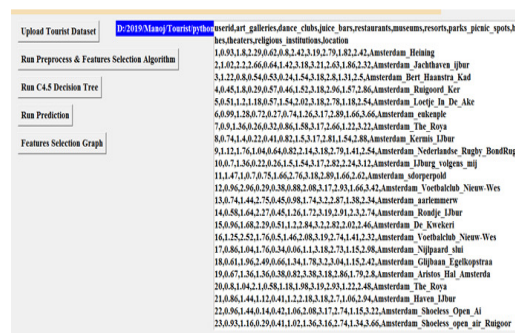 Upload Tourist Dataset
D:/2019/Manoj/Tourist/python
Run Preprocess & Features Selection Algorithm
Run C4.5 Decision Tree
Run Prediction
Features Selection Graph
userid,art_galleries,dance_clubs,juice_bars,restaurants,museums,resorts,parks_picnic_spots,b
hes,theaters,religious_institutions,location
1,0.93,1.8,2.29,0.62,0.8,2.42,3.19,2.79,1.82,2.42,Amsterdam_Heining
2,1.02,2.2,2.66,0.64,1.42,3.18,3.21,2.63,1.86,2.32,Amsterdam_Jachthaven_ijbur
3,1.22,0.8,0.54,0.53,0.24,1.54,3.18,2.8,1.31,2.5,Amsterdam_Bert_Haanstra_Kad
4,0.45,1.8,0.29,0.57,0.46,1.52,3.18,2.96,1.57,2.86,Amsterdam_Ruigoord_Ker
5,0.51,1.2,1.18,0.57,1.54,2.02,3.18,2.78,1.18,2.54,Amsterdam_Loetje_In_De_Ake
6,0.99,1.28,0.72,0.27,0.74,1.26,3.17,2.89,1.66,3.66,Amsterdam_enkenple
7,0.9,1.36,0.26,0.32,0.86,1.58,3.17,2.66,1.22,3.22,Amsterdam_The_Roya
8,0.74,1.4,0.22,0.41,0.82,1.5,3.17,2.81,1.54,2.88,Amsterdam_Kermis_IJbur
9,1.12,1.76,1.04,0.64,0.82,2.14,3.18,2.79,1.41,2.54,Amsterdam_Nederlandse_Rugby_BondRug
10,0.7,1.36,0.22,0.26,1.5,1.54,3.17,2.82,2.24,3.12,Amsterdam_IJburg_volgens_mij
11,1.47,1.0,7,0.75,1.66,2.76,3.18,2.89,1.66,2.62,Amsterdam_sdorperpold
12,0.96,2.96,0.29,0.38,0.88,2.08,3.17,2.93,1.66,3.42,Amsterdam_Voetbalclub_Nieuw-Wes
13,0.74,1.44,2.75,0.45,0.98,1.74,3.2,2.87,1.38,2.34,Amsterdam_aarlemmerw
14,0.58,1.64,2.27,0.45,1.26,1.72,3.19,2.91,2.3,2.74,Amsterdam_Rondje_IJbur
15,0.96,1.68,2.29,0.51,1.2,2.84,3.2,2.82,2.02,2.46,Amsterdam_De_Kwekeri
16,1.25,2.52,1.76,0.5,1.46,2.08,3.19,2.74,1.41,2.32,Amsterdam_Voetbalclub_Nieuw-Wes
17,0.86,1.04,1.76,0.34,0.06,1.1,3.18,2.73,1.15,2.98,Amsterdam_Nijlpaard_slui
18,0.61,1.96,2.49,0.66,1.34,1.78,3.2,3.04,1.15,2.42,Amsterdam_Glijbaan_Egelkopstraa
19,0.67,1.36,1.36,0.38,0.82,3.38,3.18,2.86,1.79,2.8,Amsterdam_Aristos_Hal_Amsterda
20,0.8,1.04,2.1,0.58,1.18,1.98,3.19,2.93,1.22,2.48,Amsterdam_The_Roya
21,0.86,1.44,1.12,0.41,1.2,2.18,3.18,2.7,1.06,2.94,Amsterdam_Haven_IJbur
22,0.96,1.44,0.14,0.42,1.06,2.08,3.17,2.74,1.15,3.22,Amsterdam_Shoeless_Open_Ai
23,0.93,1.16,0.29,0.41,1.02,1.36,3.16,2.74,1.34,3.66,Amsterdam_Shoeless_open_air_Ruigoor